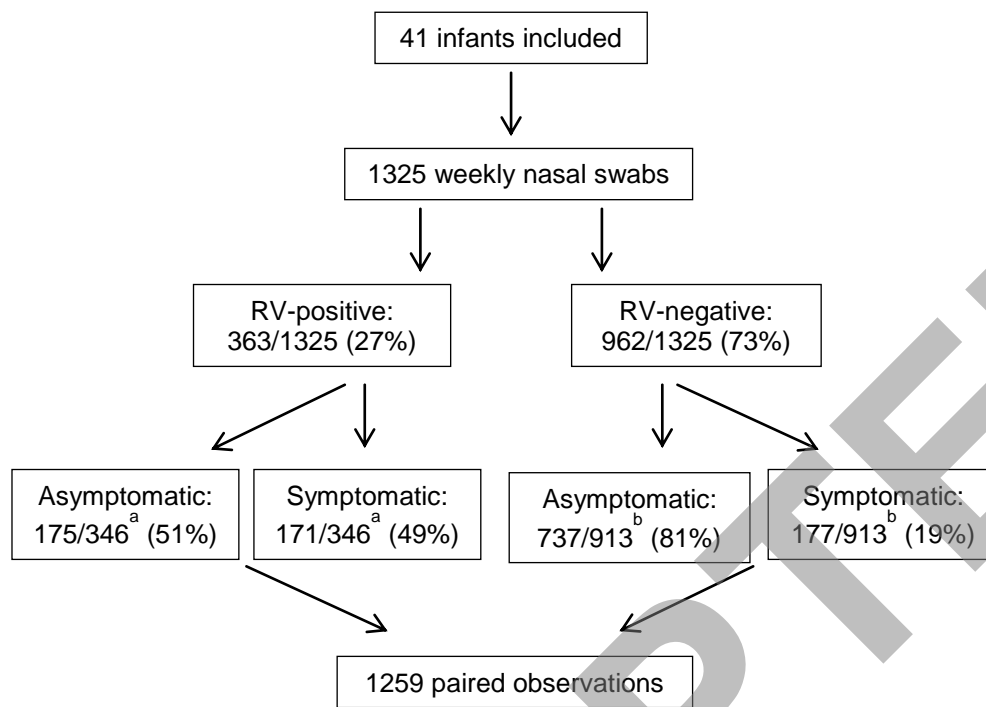 41 infants included
1325 weekly nasal swabs
RV-positive:
363/1325 (27%)
RV-negative:
962/1325 (73%)
Asymptomatic:
175/346a (51%)
Symptomatic:
171/346a (49%)
Asymptomatic:
737/913b (81%)
Symptomatic:
177/913b (19%)
1259 paired observations
PTE